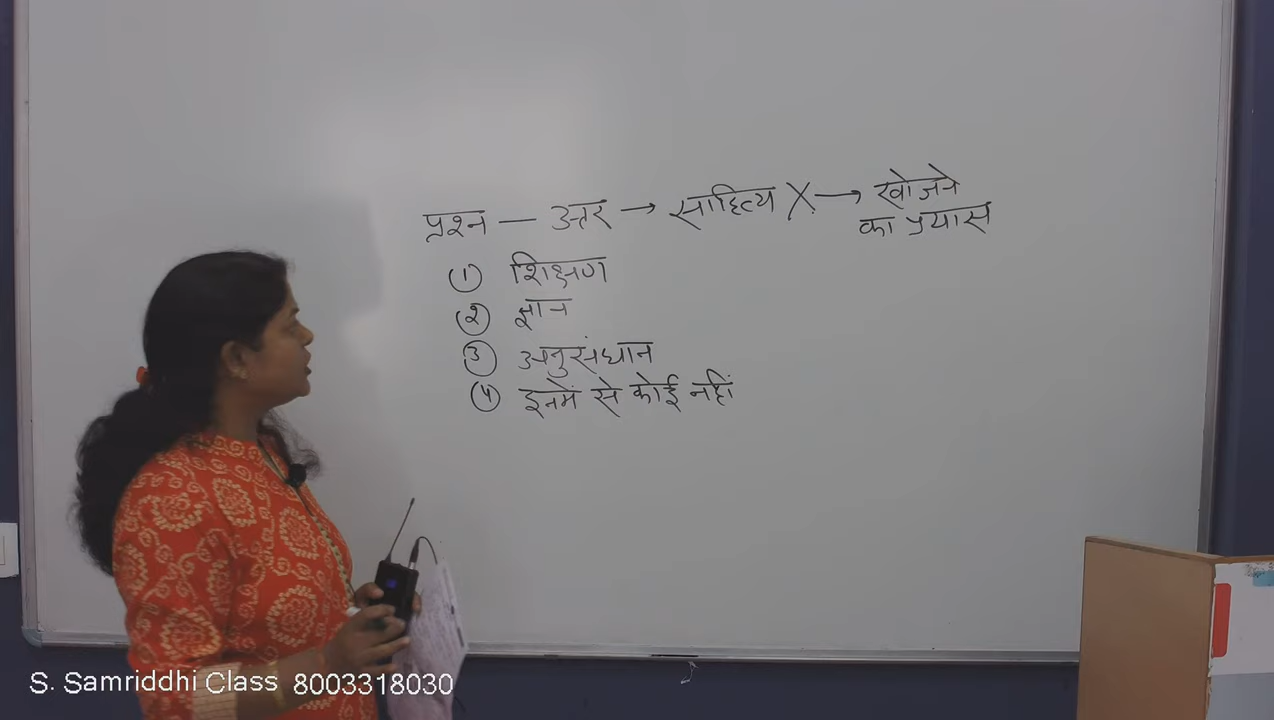 प्रश्न — उत्तर → साहित्य X → खोजने
का प्रयास
① शिक्षण
② ज्ञान
③ अनुसंधान
④ इनमें से कोई नहीं
S. Samriddhi Class 8003318030